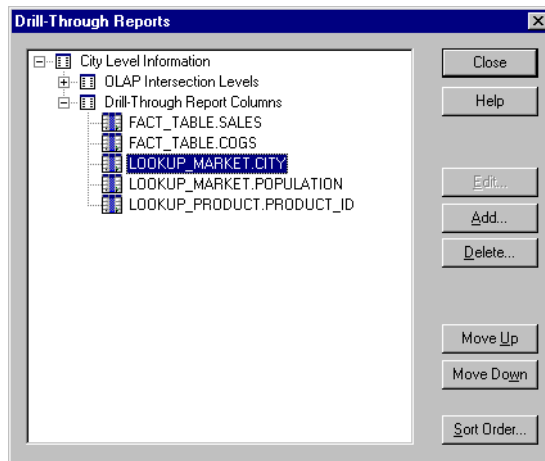 Drill-Through Reports
City Level Information
OLAP Intersection Levels
Drill-Through Report Columns
FACT_TABLE.SALES
FACT_TABLE.COGS
LOOKUP_MARKET.CITY
LOOKUP_MARKET.POPULATION
LOOKUP_PRODUCT.PRODUCT_ID
Close
Help
Edit...
Add...
Delete...
Move Up
Move Down
Sort Order...